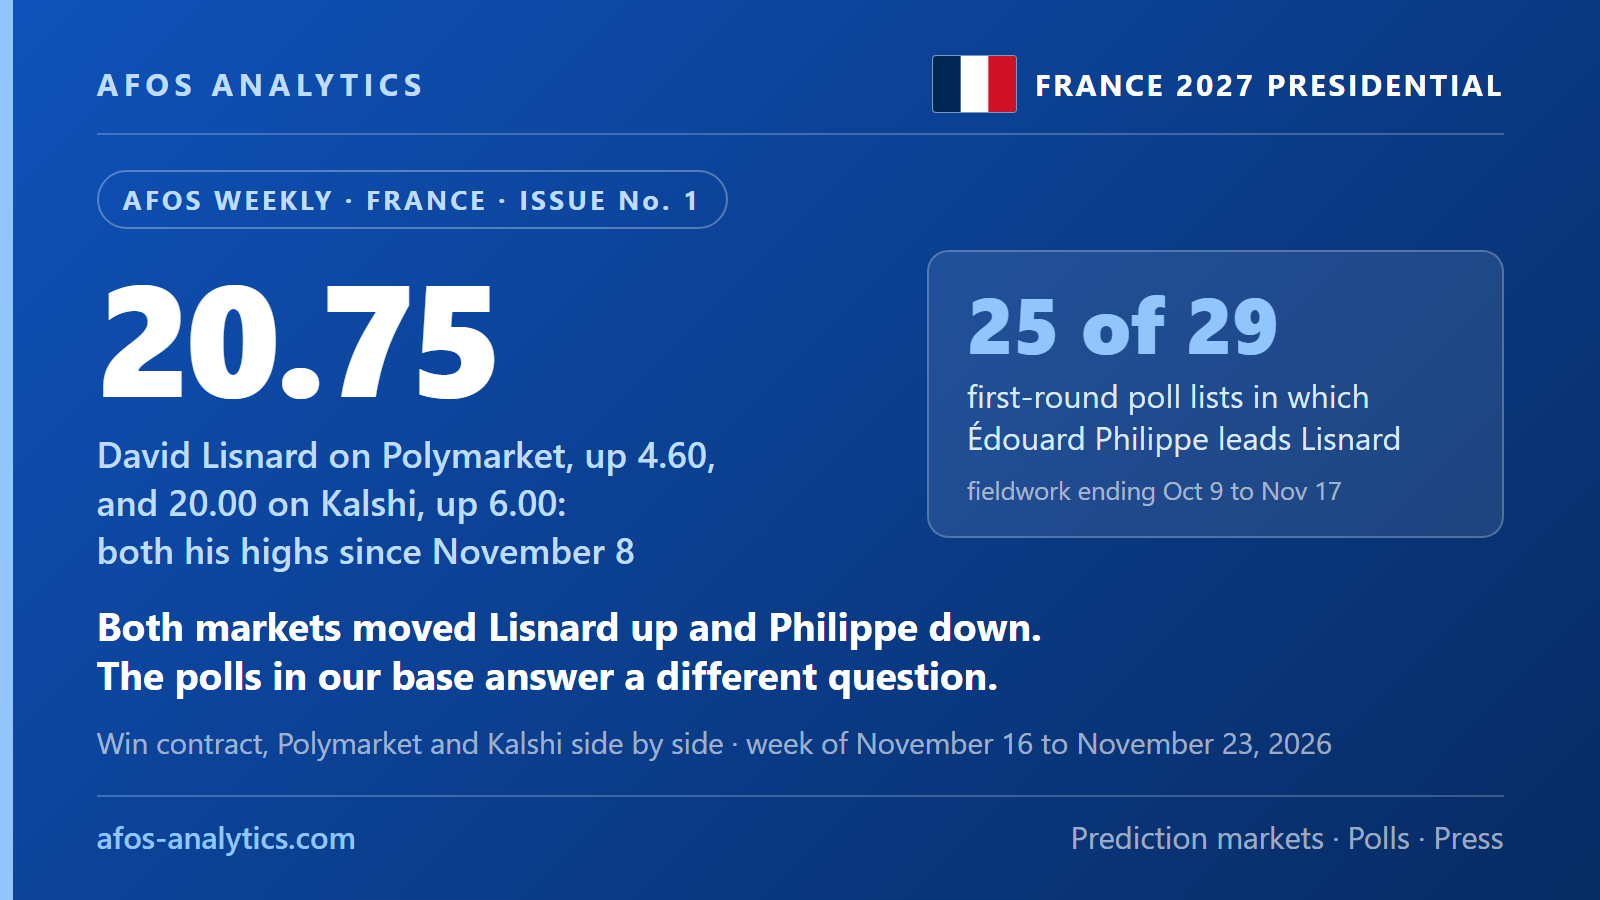 AFOS ANALYTICS
FRANCE 2027 PRESIDENTIAL
AFOS WEEKLY · FRANCE · ISSUE No. 1
20.75
David Lisnard on Polymarket, up 4.60,
and 20.00 on Kalshi, up 6.00:
both his highs since November 8
25 of 29
first-round poll lists in which
Édouard Philippe leads Lisnard
fieldwork ending Oct 9 to Nov 17
Both markets moved Lisnard up and Philippe down.
The polls in our base answer a different question.
Win contract, Polymarket and Kalshi side by side · week of November 16 to November 23, 2026
afos-analytics.com
Prediction markets · Polls · Press